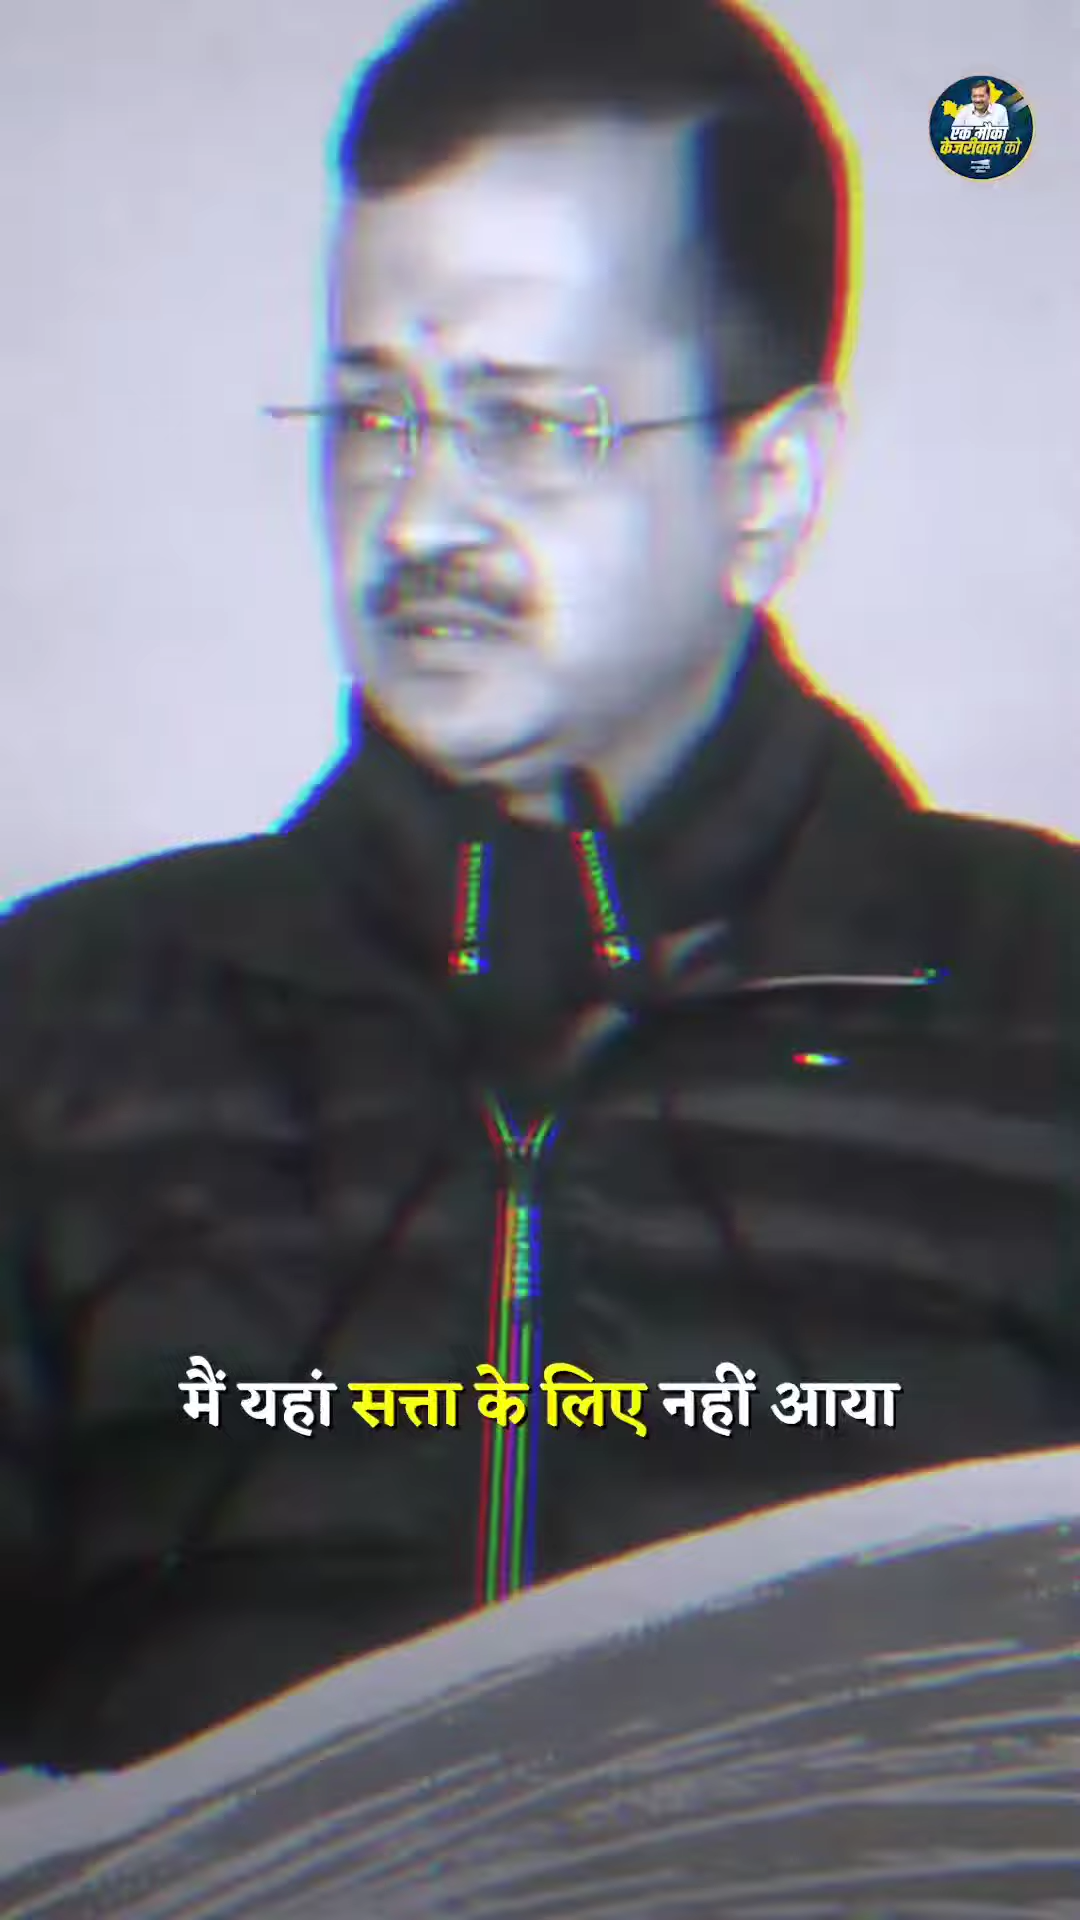 एक मौका
केजरीवाल को
मैं यहां सत्ता के लिए नहीं आया